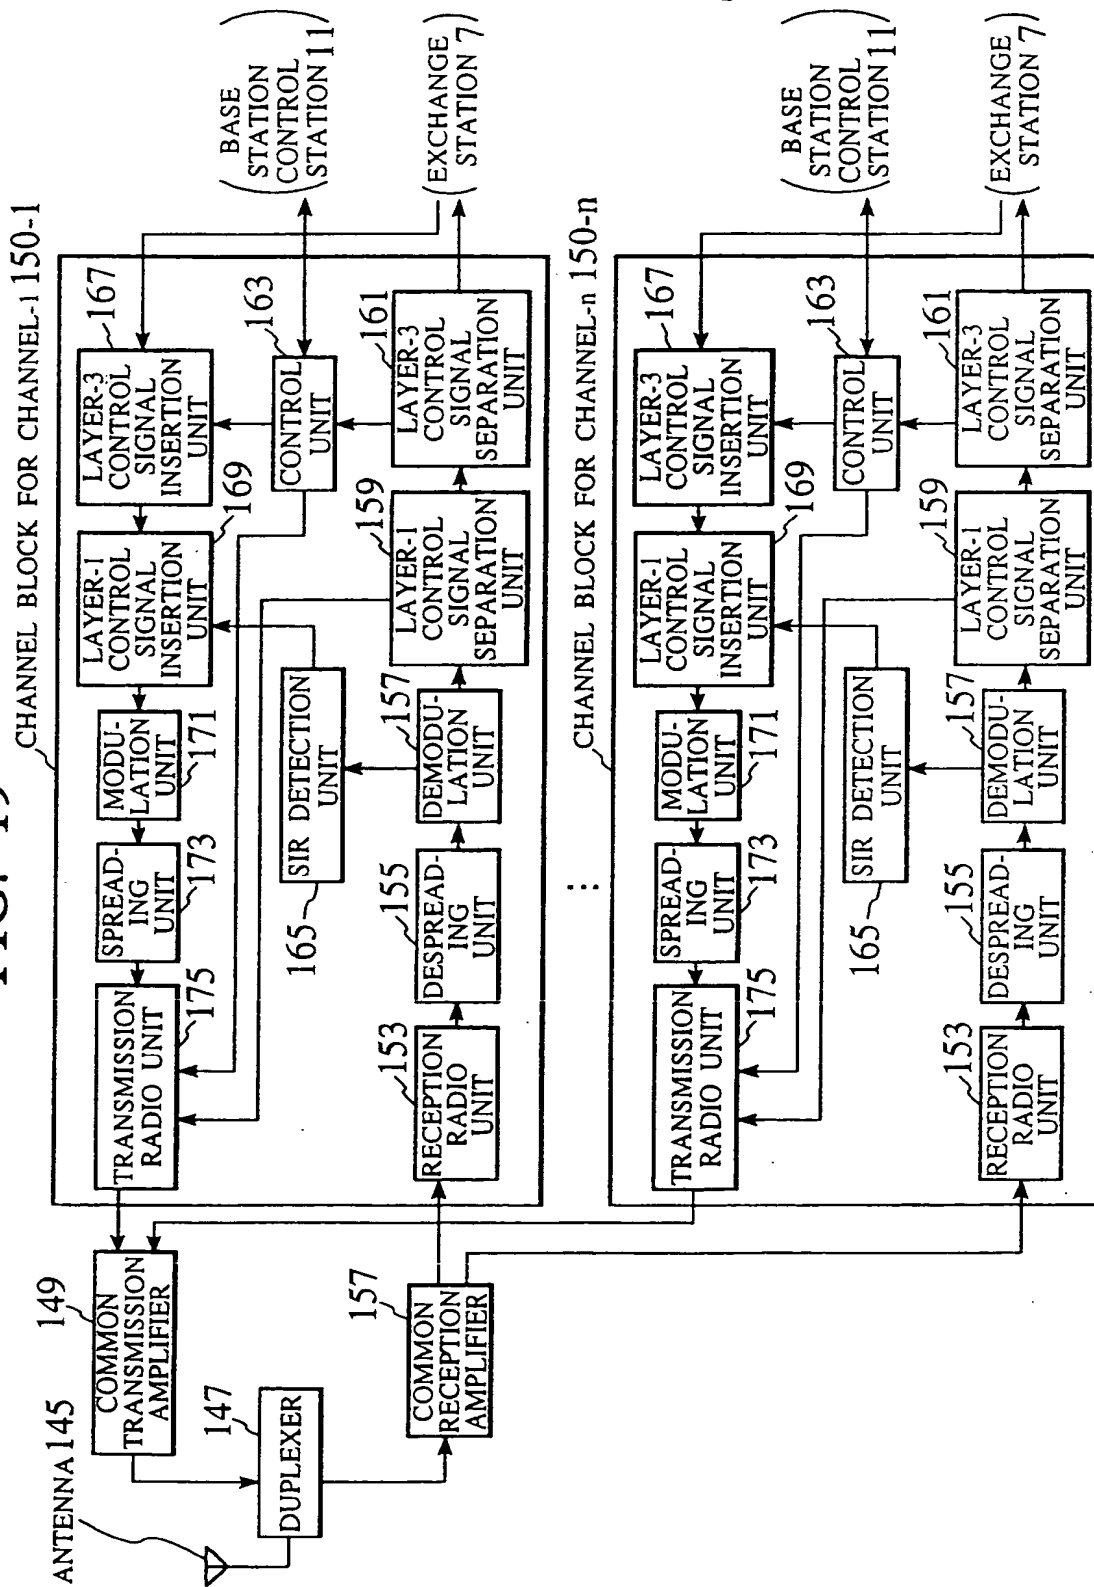 FIG. 19
ANTENNA 145
147
DUPLEXER
149
COMMON
TRANSMISSION
AMPLIFIER
157
COMMON
RECEPTION
AMPLIFIER
CHANNEL BLOCK FOR CHANNEL-1 150-1
TRANSMISSION
RADIO UNIT
175
SPREAD-
ING
UNIT
173
MODU-
LATION
UNIT
171
LAYER-1
CONTROL
SIGNAL
INSERTION
UNIT
169
LAYER-3
CONTROL
SIGNAL
INSERTION
UNIT
167
165
SIR DETECTION
UNIT
CONTROL
UNIT
163
153
RECEPTION
RADIO
UNIT
155
DESPREAD-
ING
UNIT
157
DEMODU-
LATION
UNIT
159
LAYER-1
CONTROL
SIGNAL
SEPARATION
UNIT
161
LAYER-3
CONTROL
SIGNAL
SEPARATION
UNIT
(BASE
STATION
CONTROL
STATION 11)
(EXCHANGE
STATION 7)
⋮
CHANNEL BLOCK FOR CHANNEL-n 150-n
TRANSMISSION
RADIO UNIT
175
SPREAD-
ING
UNIT
173
MODU-
LATION
UNIT
171
LAYER-1
CONTROL
SIGNAL
INSERTION
UNIT
169
LAYER-3
CONTROL
SIGNAL
INSERTION
UNIT
167
165
SIR DETECTION
UNIT
CONTROL
UNIT
163
153
RECEPTION
RADIO
UNIT
155
DESPREAD-
ING
UNIT
157
DEMODU-
LATION
UNIT
159
LAYER-1
CONTROL
SIGNAL
SEPARATION
UNIT
161
LAYER-3
CONTROL
SIGNAL
SEPARATION
UNIT
(BASE
STATION
CONTROL
STATION 11)
(EXCHANGE
STATION 7)